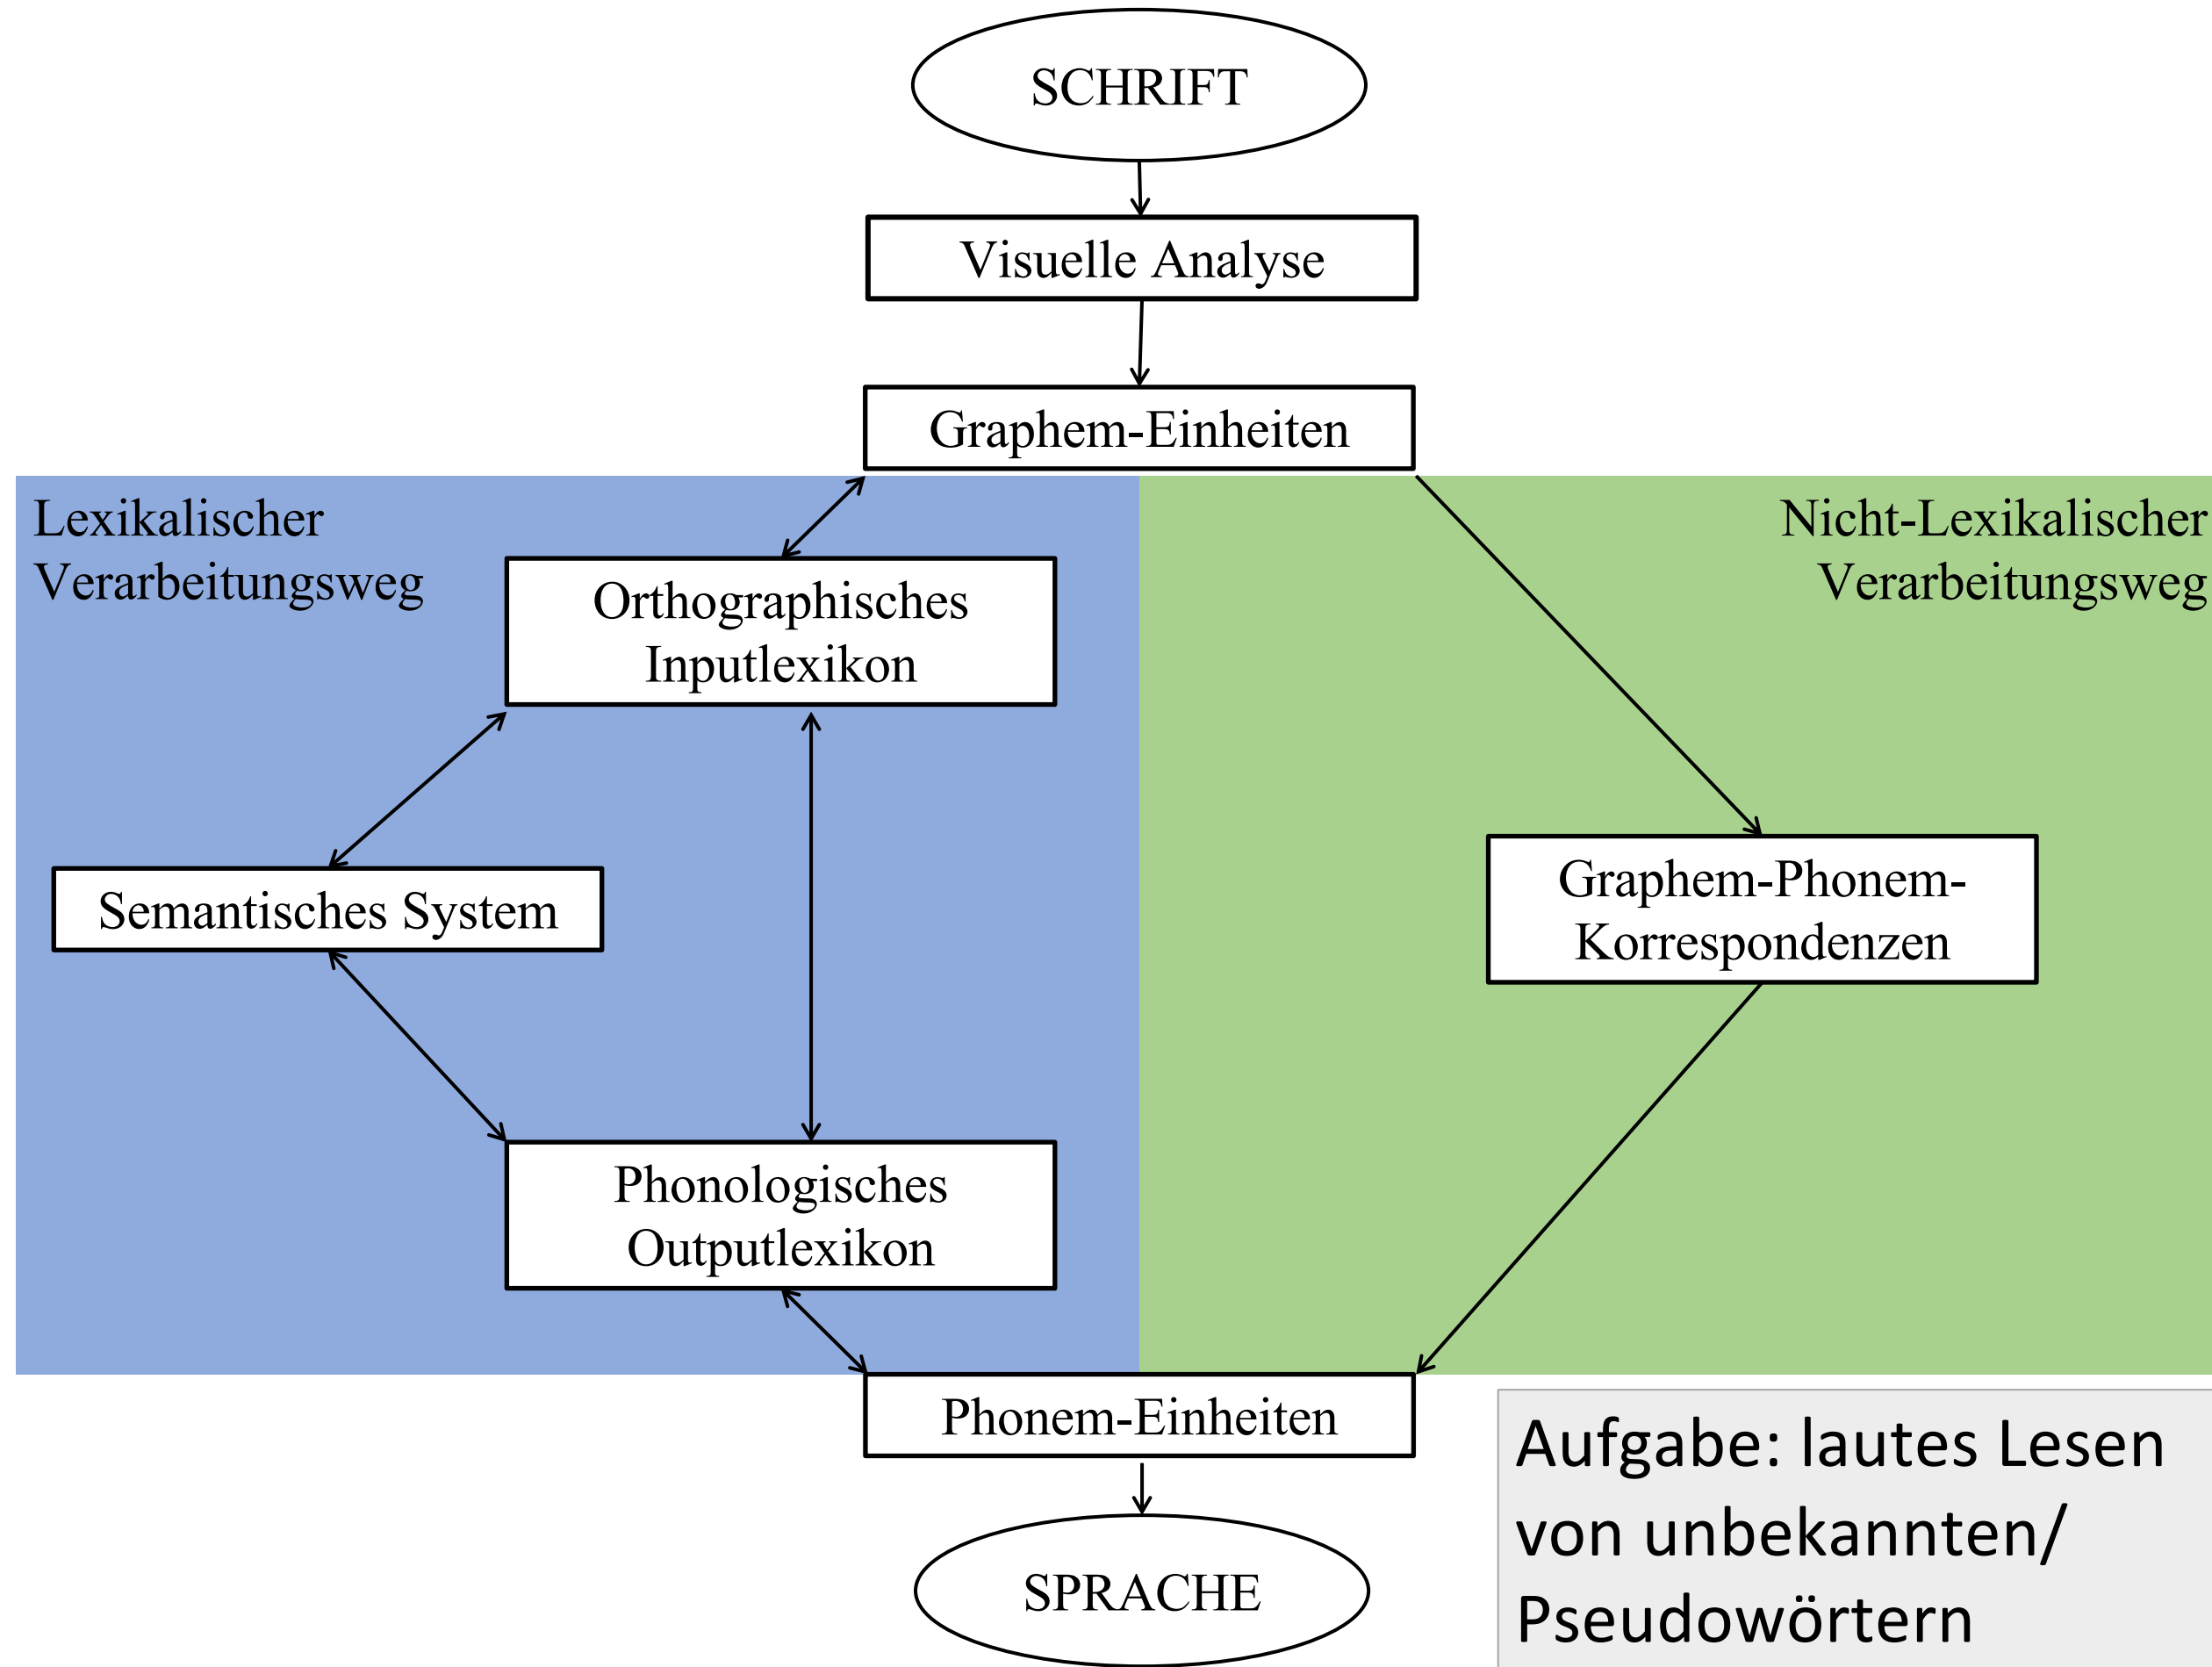 SCHRIFT
Visuelle Analyse
Graphem-Einheiten
Lexikalischer
Verarbeitungsweg
Nicht-Lexikalischer
Verarbeitungsweg
Orthographisches
Inputlexikon
Semantisches System
Graphem-Phonem-
Korrespondenzen
Phonologisches
Outputlexikon
Phonem-Einheiten
SPRACHE
Aufgabe: lautes Lesen
von unbekannten/
Pseudowörtern